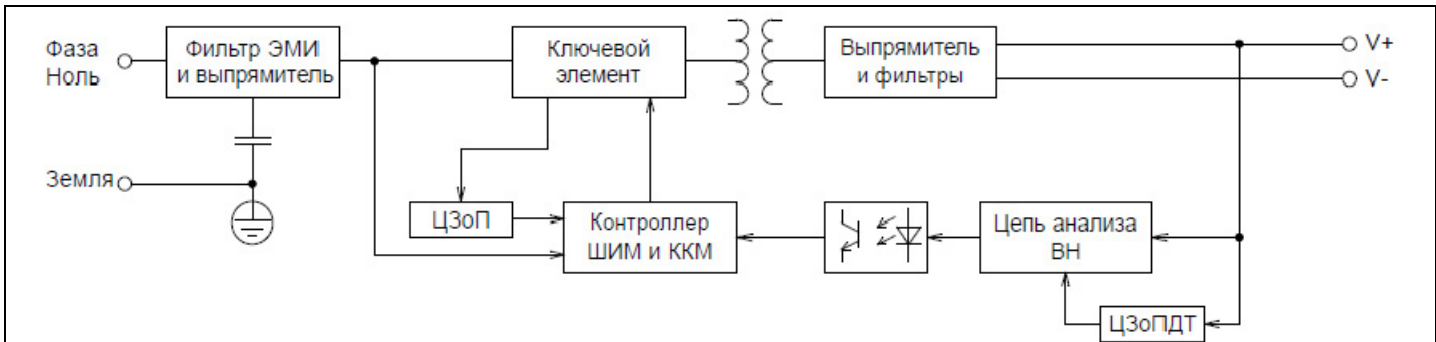 Фаза
Ноль
Фильтр ЭМИ
и выпрямитель
Ключевой
элемент
Выпрямитель
и фильтры
V+
V-
Земля
ЦЗоП
Контроллер
ШИМ и ККМ
Цепь анализа
ВН
ЦЗоПДТ